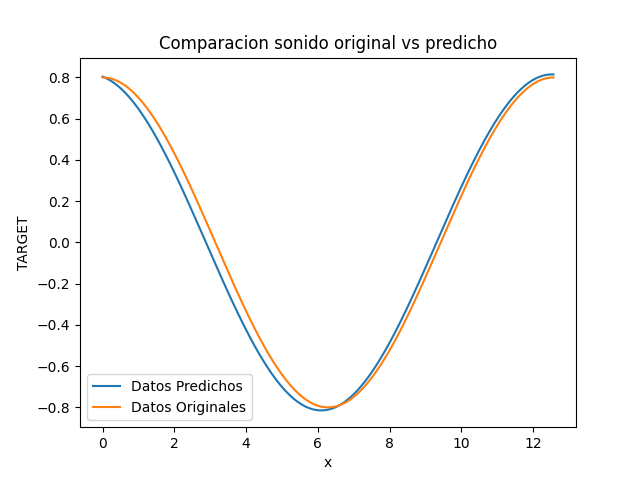 Comparacion sonido original vs predicho
TARGET
0.8
0.6
0.4
0.2
0.0
−0.2
−0.4
−0.6
−0.8
Datos Predichos
Datos Originales
0 2 4 6 8 10 12
x